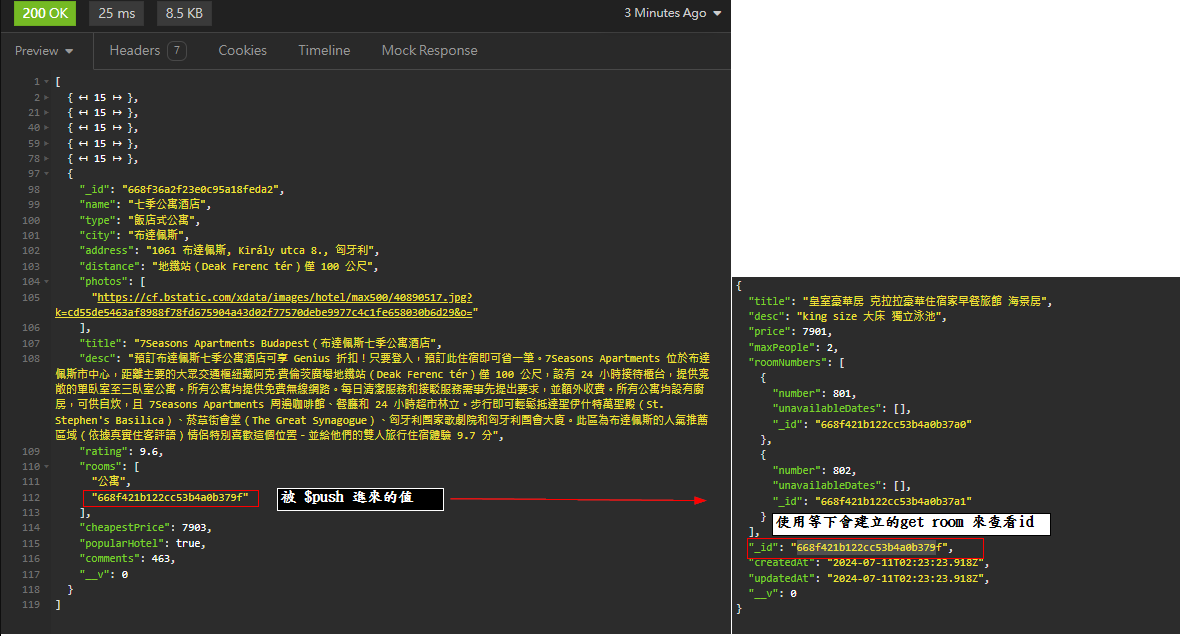 200 OK 25 ms 8.5 KB 3 Minutes Ago
Preview Headers 7 Cookies Timeline Mock Response
1 [
2 { ↔ 15 ↦ },
21 { ↔ 15 ↦ },
40 { ↔ 15 ↦ },
59 { ↔ 15 ↦ },
78 { ↔ 15 ↦ },
97 {
98 "_id": "668f36a2f23e0c95a18feda2",
99 "name": "七季公寓酒店",
100 "type": "飯店式公寓",
101 "city": "布達佩斯",
102 "address": "1061 布達佩斯, Király utca 8., 匈牙利",
103 "distance": "地鐵站（Deak Ferenc tér）僅 100 公尺",
104 "photos": [
105 "https://cf.bstatic.com/xdata/images/hotel/max500/40890517.jpg?
k=cd55de5463af8988f78fd675904a43d02f77570debe9977c4c1fe658030b6d29&o="
106 ],
107 "title": "7Seasons Apartments Budapest（布達佩斯七季公寓酒店",
108 "desc": "預訂布達佩斯七季公寓酒店可享 Genius 折扣！只要登入，預訂此住宿即可省一筆。7Seasons Apartments 位於布達
佩斯市中心，距離主要的大眾交通樞紐戴阿克·費倫茨廣場地鐵站（Deak Ferenc tér）僅 100 公尺，設有 24 小時接待櫃台，提供寬
敞的單臥室至三臥室公寓。所有公寓均提供免費無線網路。每日清潔服務和接駁服務需事先提出要求，並額外收費。所有公寓均設有廚
房，可供自炊，且 7Seasons Apartments 周邊咖啡館、餐廳和 24 小時超市林立。步行即可輕鬆抵達聖伊什特萬聖殿（St.
Stephen's Basilica）、菸草街會堂（The Great Synagogue）、匈牙利國家歌劇院和匈牙利國會大廈。此區為布達佩斯的人氣推薦
區域（依據真實住客評語）情侶特別喜歡這個位置－並給他們的雙人旅行住宿體驗 9.7 分",
109 "rating": 9.6,
110 "rooms": [
111 "公寓",
112 "668f421b122cc53b4a0b379f"
113 ],
114 "cheapestPrice": 7903,
115 "popularHotel": true,
116 "comments": 463,
117 "__v": 0
118 }
119 ]
被 $push 進來的值
{
"title": "皇室豪華房 克拉拉豪華住宿家早餐旅館 海景房",
"desc": "king size 大床 獨立泳池",
"price": 7901,
"maxPeople": 2,
"roomNumbers": [
{
"number": 801,
"unavailableDates": [],
"_id": "668f421b122cc53b4a0b37a0"
},
{
"number": 802,
"unavailableDates": [],
"_id": "668f421b122cc53b4a0b37a1"
}
使用等下會建立的get room 來查看id
],
"_id": "668f421b122cc53b4a0b379f",
"createdAt": "2024-07-11T02:23:23.918Z",
"updatedAt": "2024-07-11T02:23:23.918Z",
"__v": 0
}